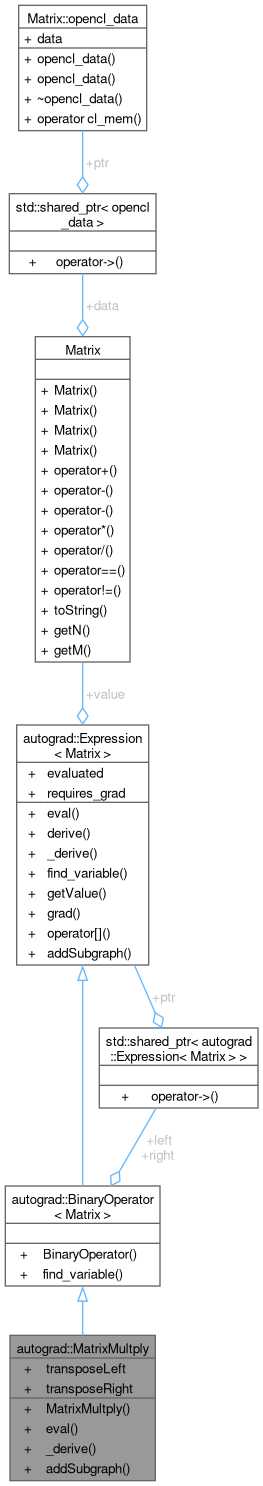 Matrix::opencl_data
+ data
+ opencl_data()
+ opencl_data()
+ ~opencl_data()
+ operator cl_mem()
+ptr
std::shared_ptr< opencl
_data >
+ operator->()
+data
Matrix
+ Matrix()
+ Matrix()
+ Matrix()
+ Matrix()
+ operator+()
+ operator-()
+ operator-()
+ operator*()
+ operator/()
+ operator==()
+ operator!=()
+ toString()
+ getN()
+ getM()
+value
autograd::Expression
< Matrix >
+ evaluated
+ requires_grad
+ eval()
+ derive()
+ _derive()
+ find_variable()
+ getValue()
+ grad()
+ operator[]()
+ addSubgraph()
+ptr
std::shared_ptr< autograd
::Expression< Matrix > >
+ operator->()
+left
+right
autograd::BinaryOperator
< Matrix >
+ BinaryOperator()
+ find_variable()
autograd::MatrixMultply
+ transposeLeft
+ transposeRight
+ MatrixMultply()
+ eval()
+ _derive()
+ addSubgraph()